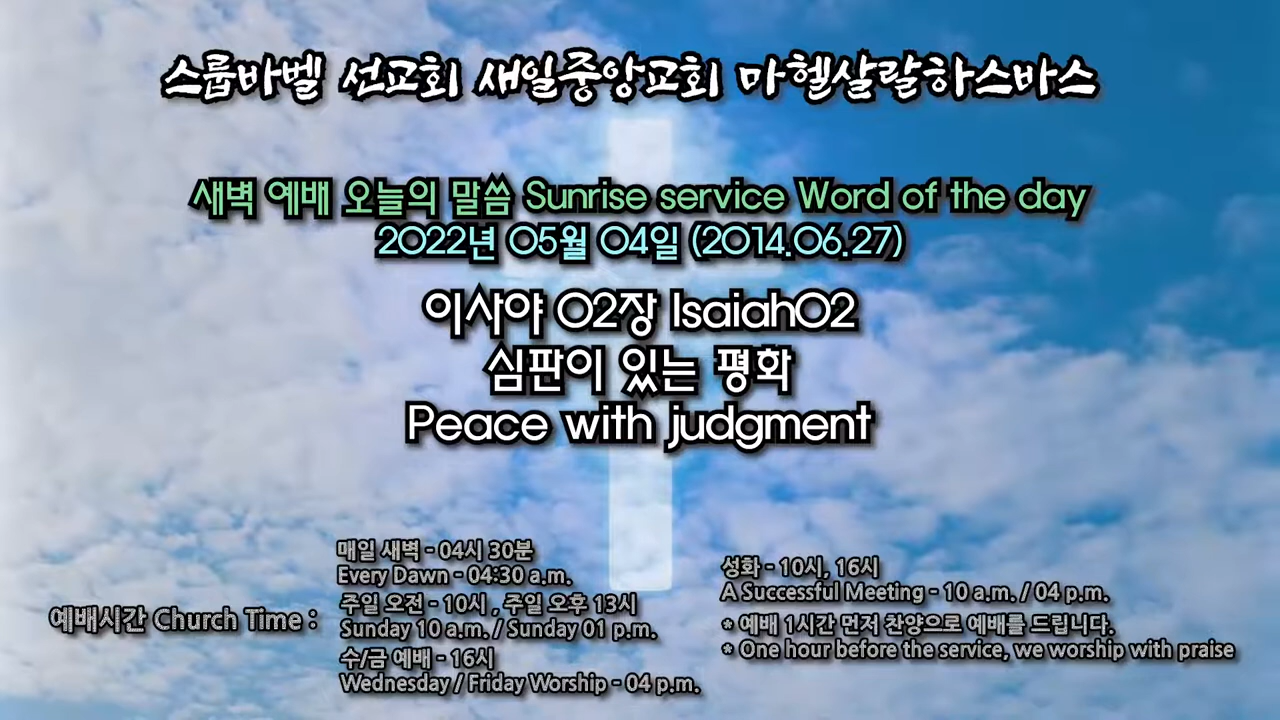 스룹바벨 선교회 새일중앙교회 마헬살랄하스바스
새벽 예배 오늘의 말씀 Sunrise service Word of the day
2022년 05월 04일 (2014.06.27)
이사야 02장 Isaiah02
심판이 있는 평화
Peace with judgment
예배시간 Church Time :
매일 새벽 - 04시 30분
Every Dawn - 04:30 a.m.
주일 오전 - 10시 , 주일 오후 13시
Sunday 10 a.m. / Sunday 01 p.m.
수/금 예배 - 16시
Wednesday / Friday Worship - 04 p.m.
성화 - 10시, 16시
A Successful Meeting - 10 a.m. / 04 p.m.
* 예배 1시간 먼저 찬양으로 예배를 드립니다.
* One hour before the service, we worship with praise